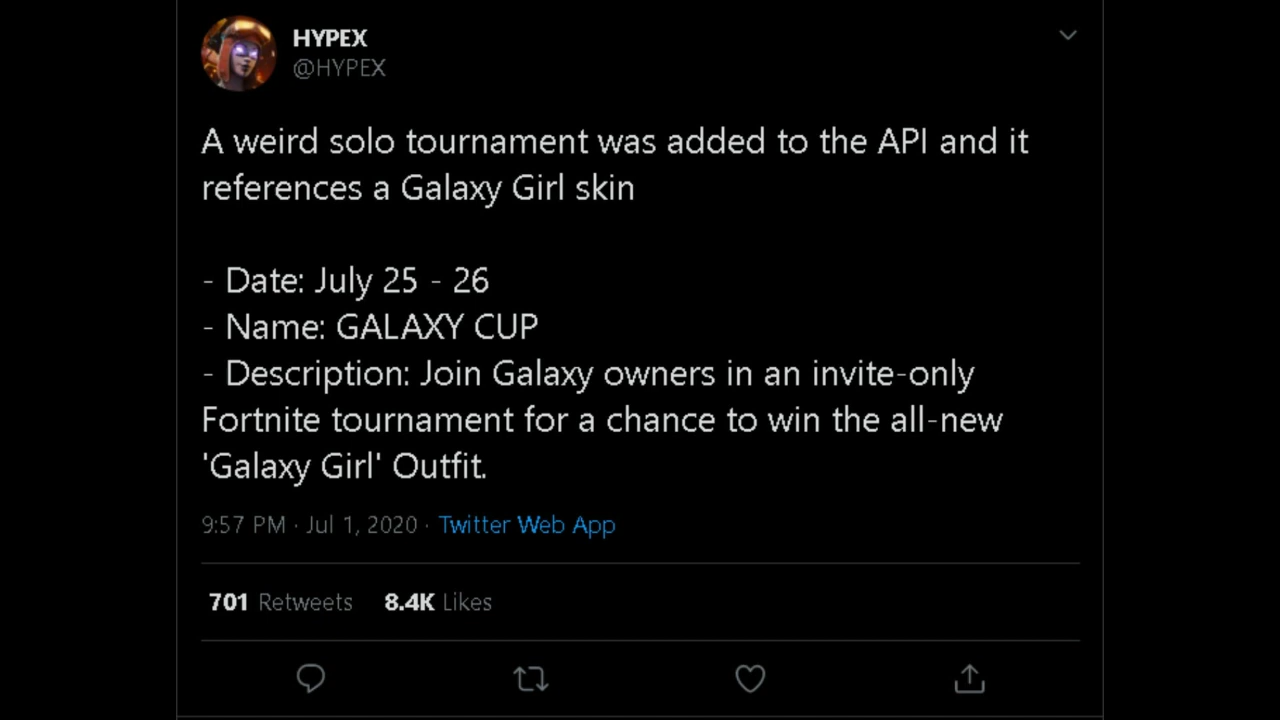 HYPEX
@HYPEX
A weird solo tournament was added to the API and it
references a Galaxy Girl skin
- Date: July 25 - 26
- Name: GALAXY CUP
- Description: Join Galaxy owners in an invite-only
Fortnite tournament for a chance to win the all-new
'Galaxy Girl' Outfit.
9:57 PM · Jul 1, 2020 · Twitter Web App
701 Retweets 8.4K Likes